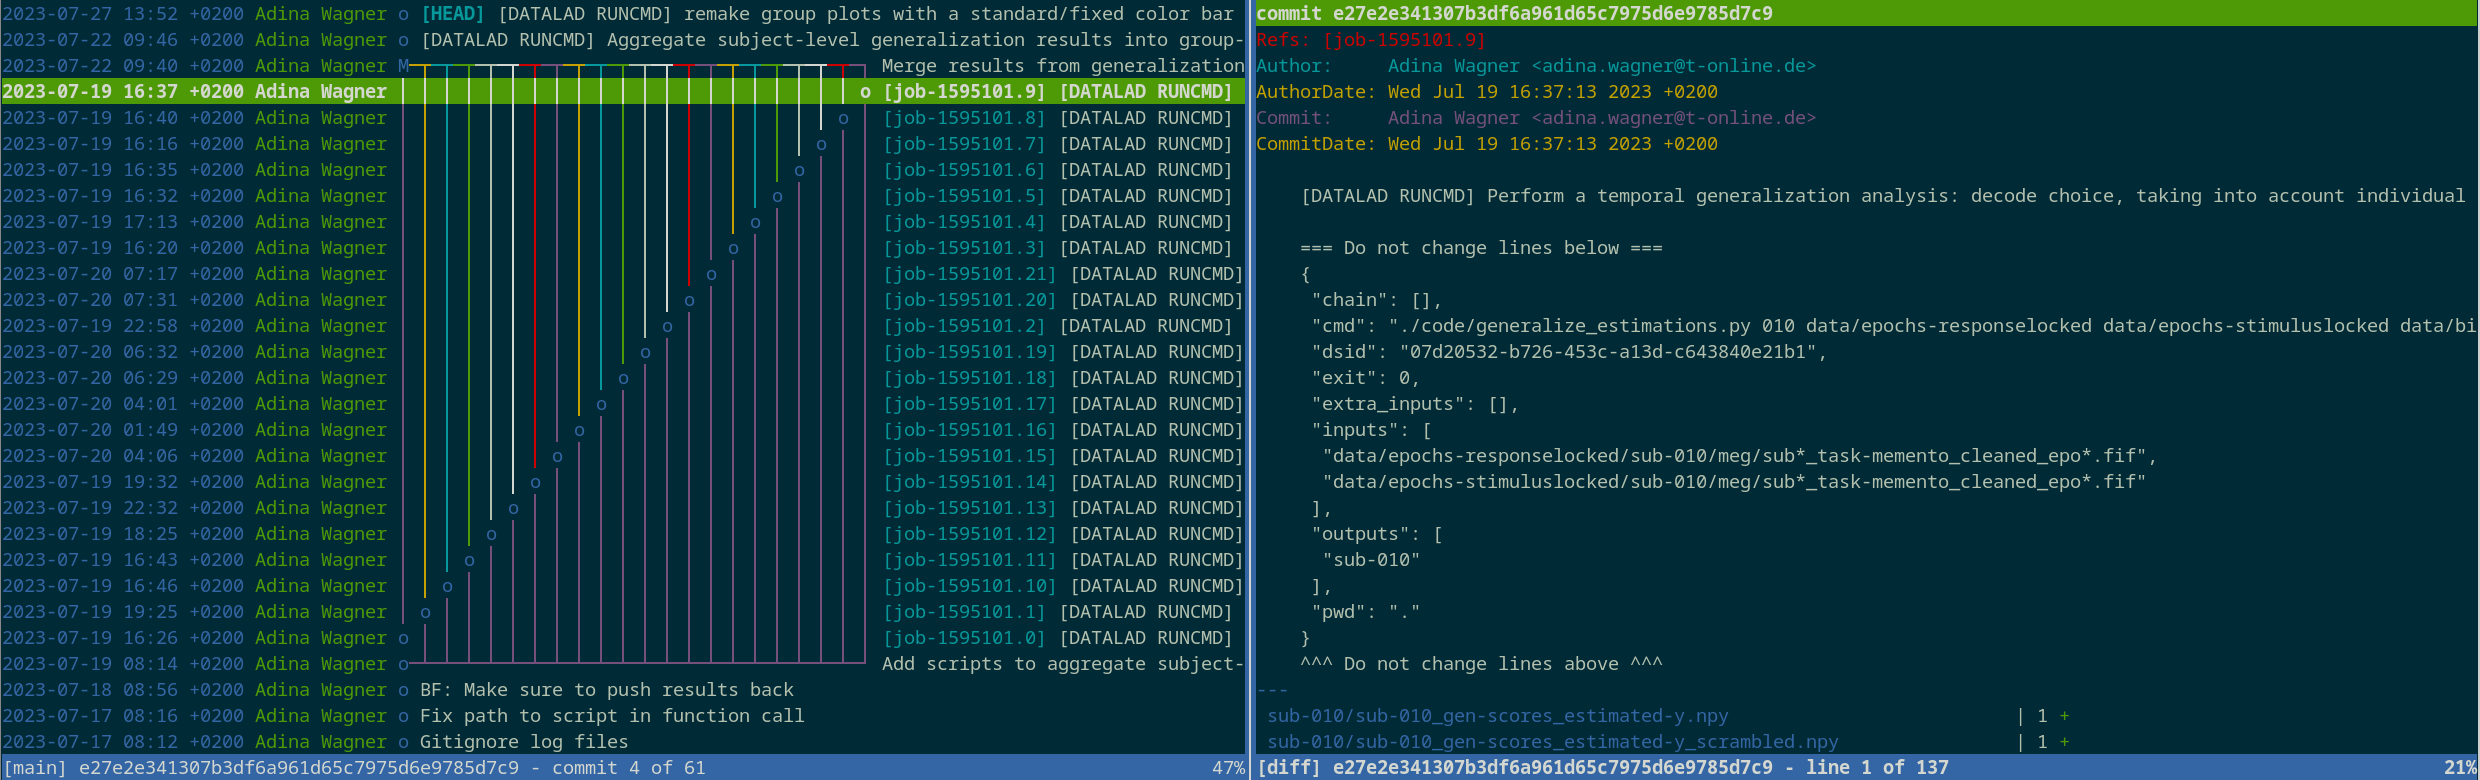 2023-07-27 13:52 +0200 Adina Wagner o [HEAD] [DATALAD RUNCMD] remake group plots with a standard/fixed color bar
2023-07-22 09:46 +0200 Adina Wagner o [DATALAD RUNCMD] Aggregate subject-level generalization results into group-
2023-07-22 09:40 +0200 Adina Wagner M Merge results from generalization
2023-07-19 16:37 +0200 Adina Wagner o [job-1595101.9] [DATALAD RUNCMD]
2023-07-19 16:40 +0200 Adina Wagner o [job-1595101.8] [DATALAD RUNCMD]
2023-07-19 16:16 +0200 Adina Wagner o [job-1595101.7] [DATALAD RUNCMD]
2023-07-19 16:35 +0200 Adina Wagner o [job-1595101.6] [DATALAD RUNCMD]
2023-07-19 16:32 +0200 Adina Wagner o [job-1595101.5] [DATALAD RUNCMD]
2023-07-19 17:13 +0200 Adina Wagner o [job-1595101.4] [DATALAD RUNCMD]
2023-07-19 16:20 +0200 Adina Wagner o [job-1595101.3] [DATALAD RUNCMD]
2023-07-20 07:17 +0200 Adina Wagner o [job-1595101.21] [DATALAD RUNCMD]
2023-07-20 07:31 +0200 Adina Wagner o [job-1595101.20] [DATALAD RUNCMD]
2023-07-19 22:58 +0200 Adina Wagner o [job-1595101.2] [DATALAD RUNCMD]
2023-07-20 06:32 +0200 Adina Wagner o [job-1595101.19] [DATALAD RUNCMD]
2023-07-20 06:29 +0200 Adina Wagner o [job-1595101.18] [DATALAD RUNCMD]
2023-07-20 04:01 +0200 Adina Wagner o [job-1595101.17] [DATALAD RUNCMD]
2023-07-20 01:49 +0200 Adina Wagner o [job-1595101.16] [DATALAD RUNCMD]
2023-07-20 04:06 +0200 Adina Wagner o [job-1595101.15] [DATALAD RUNCMD]
2023-07-19 19:32 +0200 Adina Wagner o [job-1595101.14] [DATALAD RUNCMD]
2023-07-19 22:32 +0200 Adina Wagner o [job-1595101.13] [DATALAD RUNCMD]
2023-07-19 18:25 +0200 Adina Wagner o [job-1595101.12] [DATALAD RUNCMD]
2023-07-19 16:43 +0200 Adina Wagner o [job-1595101.11] [DATALAD RUNCMD]
2023-07-19 16:46 +0200 Adina Wagner o [job-1595101.10] [DATALAD RUNCMD]
2023-07-19 19:25 +0200 Adina Wagner o [job-1595101.1] [DATALAD RUNCMD]
2023-07-19 16:26 +0200 Adina Wagner o [job-1595101.0] [DATALAD RUNCMD]
2023-07-19 08:14 +0200 Adina Wagner o Add scripts to aggregate subject-
2023-07-18 08:56 +0200 Adina Wagner o BF: Make sure to push results back
2023-07-17 08:16 +0200 Adina Wagner o Fix path to script in function call
2023-07-17 08:12 +0200 Adina Wagner o Gitignore log files
[main] e27e2e341307b3df6a961d65c7975d6e9785d7c9 - commit 4 of 61 47%
commit e27e2e341307b3df6a961d65c7975d6e9785d7c9
Refs: [job-1595101.9]
Author: Adina Wagner <adina.wagner@t-online.de>
AuthorDate: Wed Jul 19 16:37:13 2023 +0200
Commit: Adina Wagner <adina.wagner@t-online.de>
CommitDate: Wed Jul 19 16:37:13 2023 +0200
[DATALAD RUNCMD] Perform a temporal generalization analysis: decode choice, taking into account individual
=== Do not change lines below ===
{
"chain": [],
"cmd": "./code/generalize_estimations.py 010 data/epochs-responselocked data/epochs-stimuluslocked data/bi
"dsid": "07d20532-b726-453c-a13d-c643840e21b1",
"exit": 0,
"extra_inputs": [],
"inputs": [
"data/epochs-responselocked/sub-010/meg/sub*_task-memento_cleaned_epo*.fif",
"data/epochs-stimuluslocked/sub-010/meg/sub*_task-memento_cleaned_epo*.fif"
],
"outputs": [
"sub-010"
],
"pwd": "."
}
^^^ Do not change lines above ^^^
---
sub-010/sub-010_gen-scores_estimated-y.npy | 1 +
sub-010/sub-010_gen-scores_estimated-y_scrambled.npy | 1 +
[diff] e27e2e341307b3df6a961d65c7975d6e9785d7c9 - line 1 of 137 21%